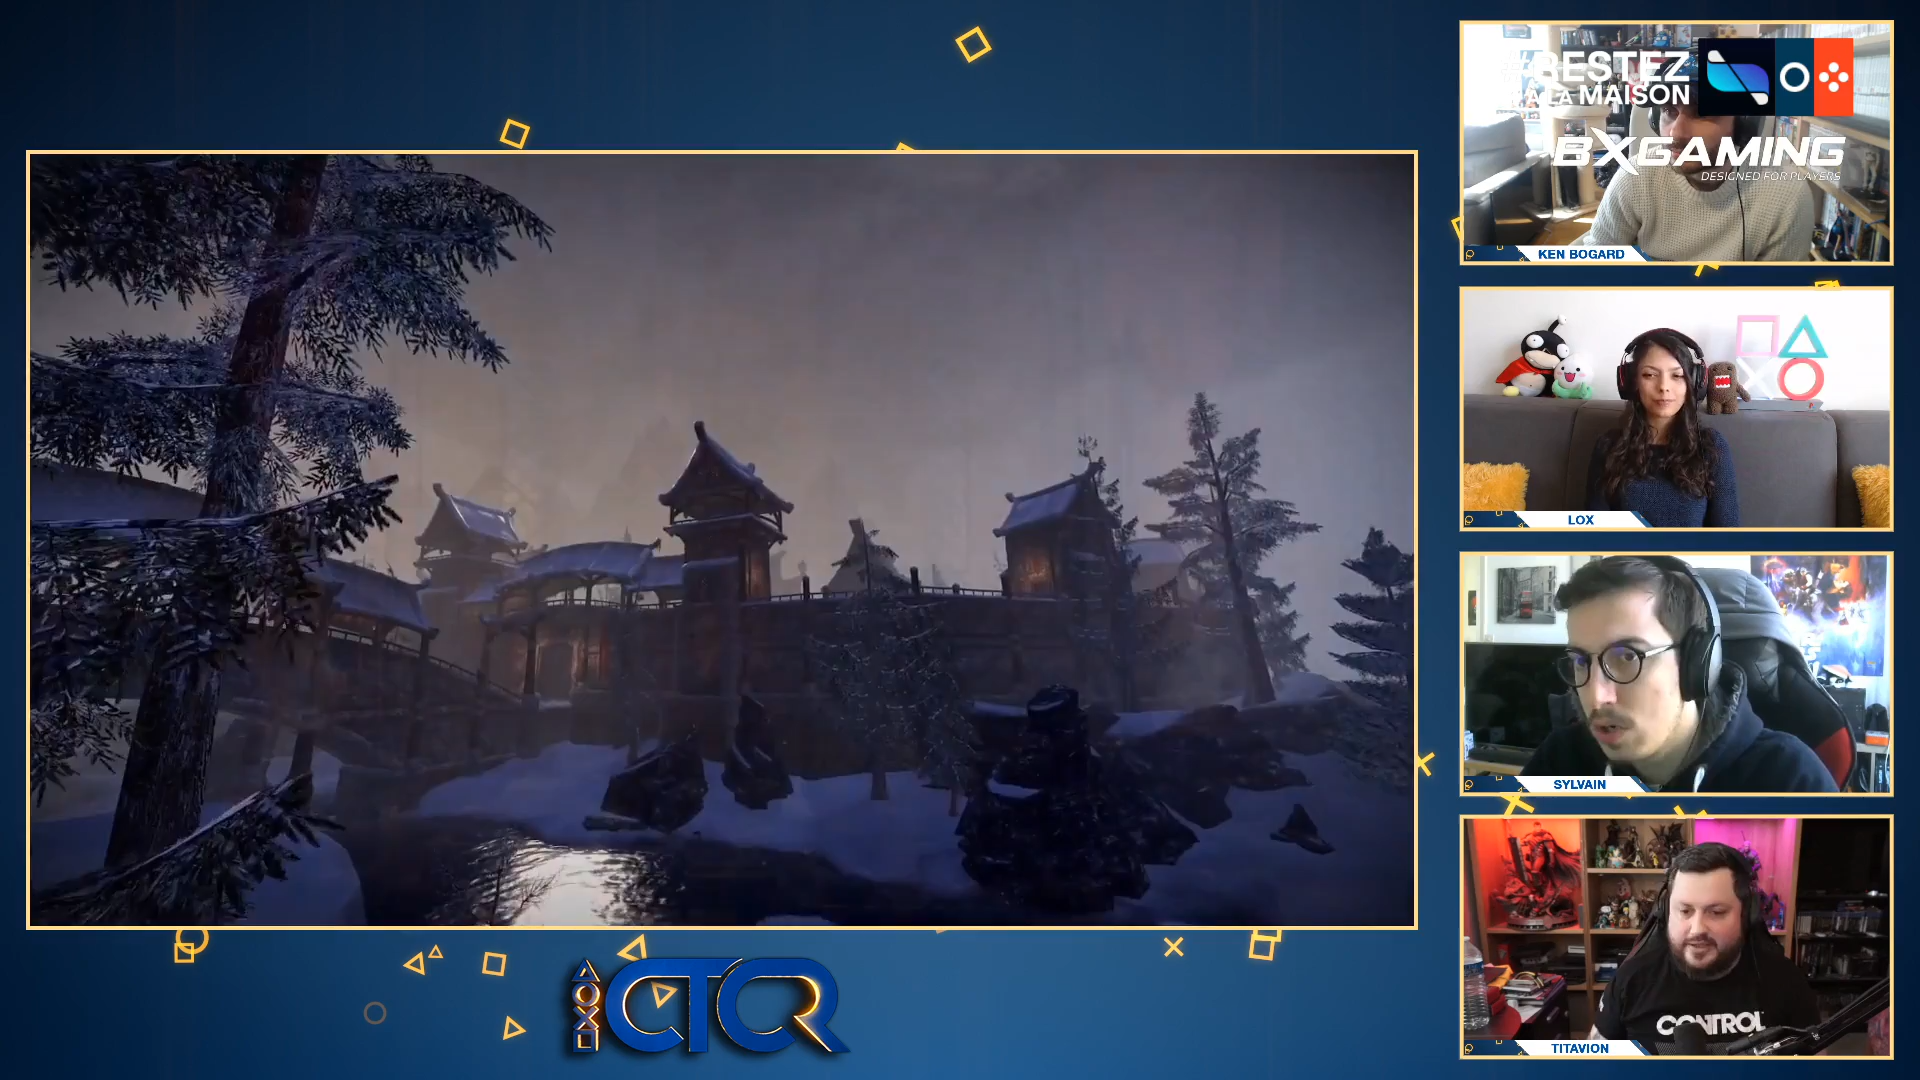 #RESTEZ
À LA MAISON
BXGAMING
DESIGNED FOR PLAYERS
KEN BOGARD
LOX
SYLVAIN
CONTROL
TITAVION
CTCR